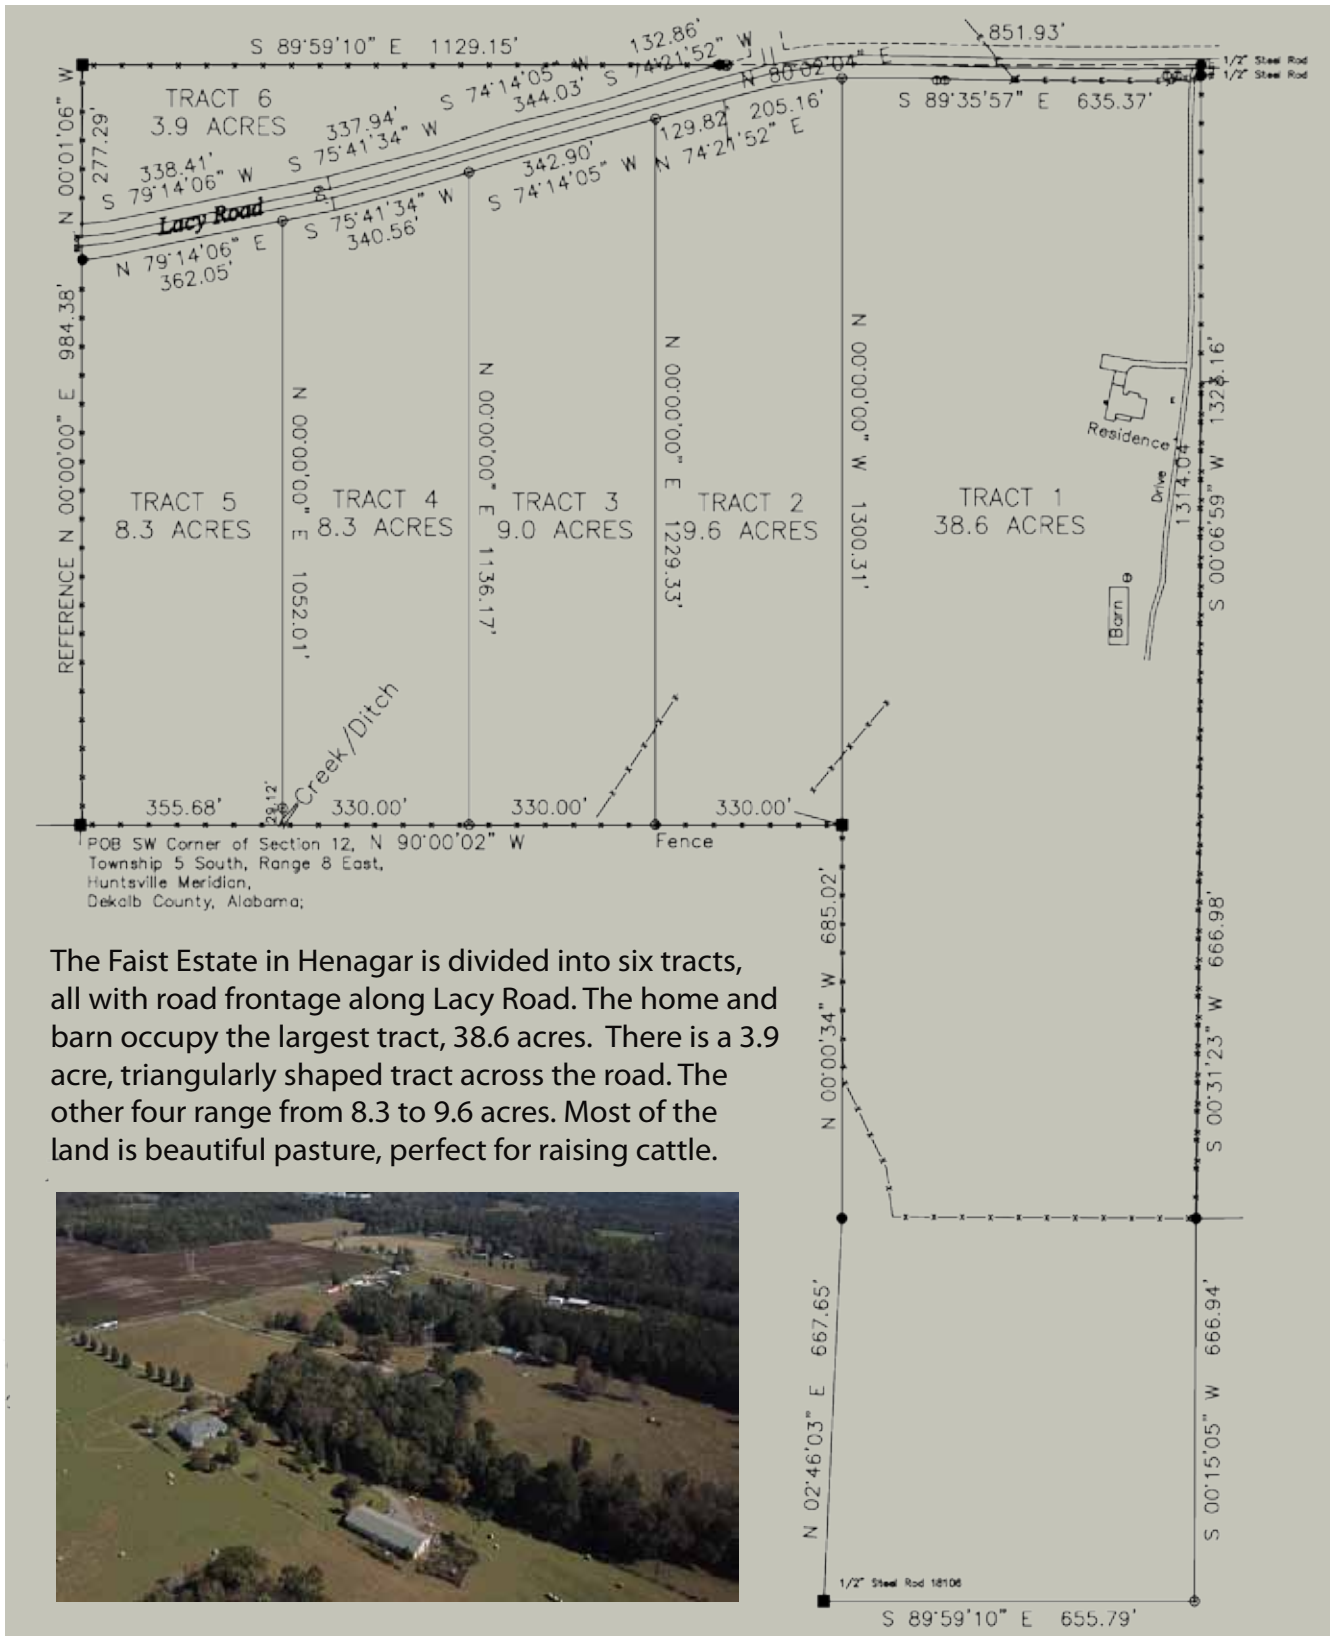 S 89°59'10" E 1129.15'
132.86'
S 74°21'52" W
851.93'
1/2" Steel Rod
1/2" Steel Rod
N 80°02'04" E
S 89°35'57" E 635.37'
205.16'
129.82'
N 74°21'52" E
S 74°14'05" W
344.03'
TRACT 6
3.9 ACRES
337.94'
S 75°41'34" W
338.41'
S 79°14'06" W
N 00°01'06" W
277.29'
Lacy Road
342.90'
S 74°14'05" W
S 75°41'34" W
340.56'
N 79°14'06" E
362.05'
REFERENCE N 00°00'00" E 984.38'
N 00°00'00" E 1052.01'
N 00°00'00" E 1136.17'
N 00°00'00" E 1229.33'
N 00°00'00" W 1300.31'
Residence
Drive
1314.04
Barn
S 00°06'59" W 1323.16'
TRACT 5
8.3 ACRES
TRACT 4
8.3 ACRES
TRACT 3
9.0 ACRES
TRACT 2
9.6 ACRES
TRACT 1
38.6 ACRES
Creek/Ditch
29.12'
355.68'
330.00'
330.00'
330.00'
N 90°00'02" W
Fence
POB SW Corner of Section 12,
Township 5 South, Range 8 East,
Huntsville Meridian,
Dekalb County, Alabama;
N 00°00'34" W 685.02'
S 00°31'23" W 666.98'
The Faist Estate in Henagar is divided into six tracts,
all with road frontage along Lacy Road. The home and
barn occupy the largest tract, 38.6 acres. There is a 3.9
acre, triangularly shaped tract across the road. The
other four range from 8.3 to 9.6 acres. Most of the
land is beautiful pasture, perfect for raising cattle.
N 02°46'03" E 667.65'
S 00°15'05" W 666.94'
1/2" Steel Rod 18106
S 89°59'10" E 655.79'